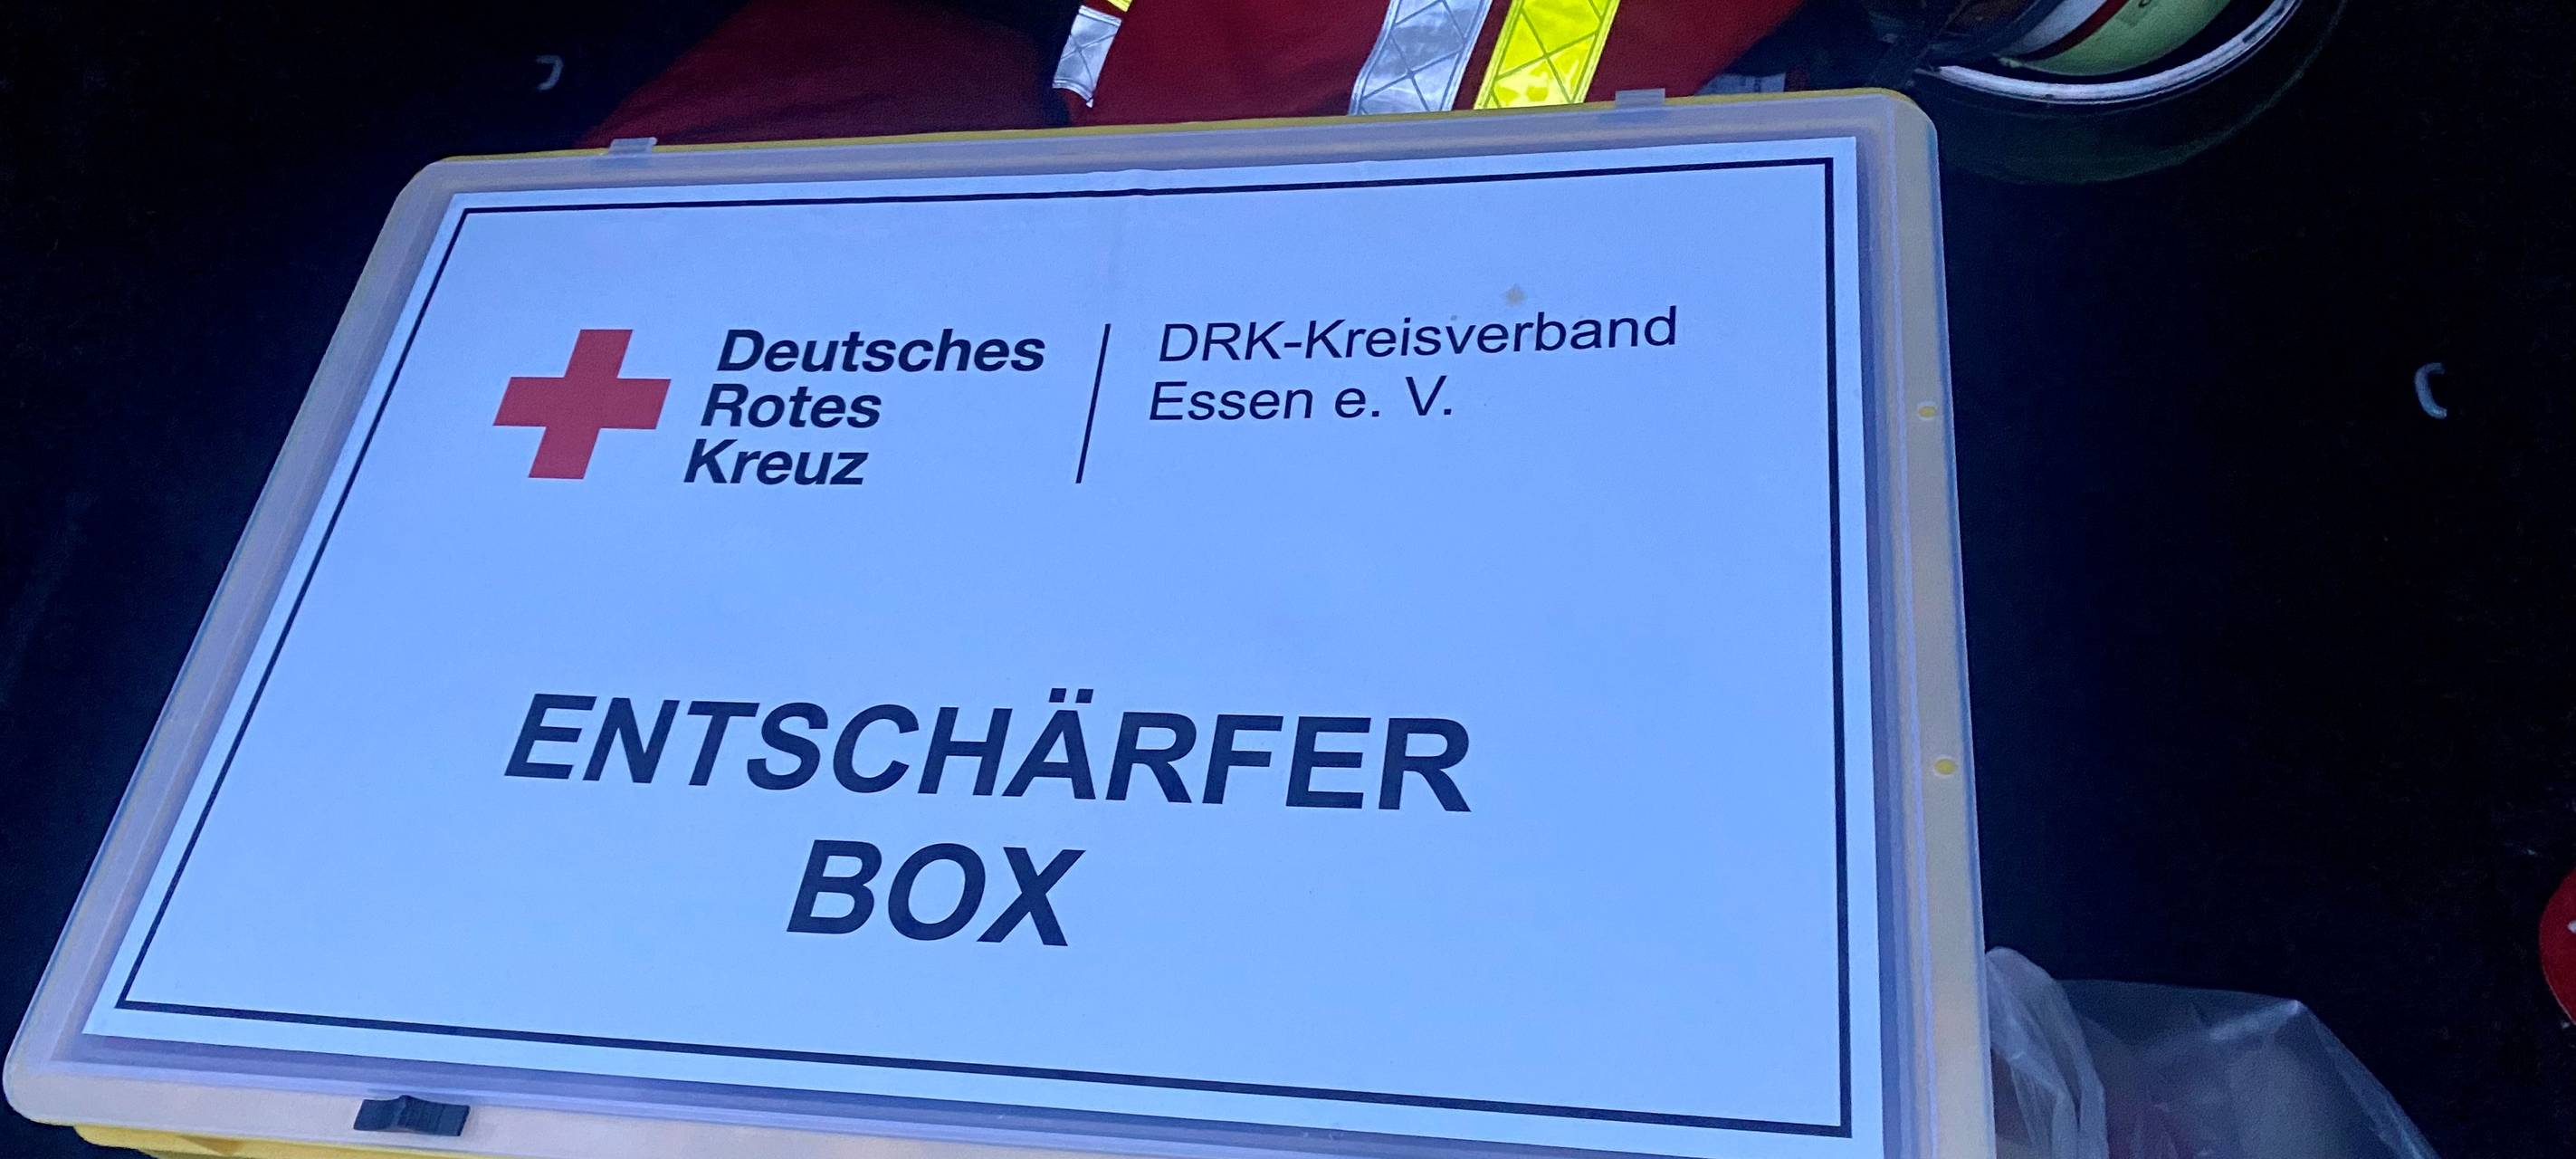 Deutsches
Rotes
Kreuz
DRK-Kreisverband
Essen e. V.
ENTSCHÄRFER
BOX